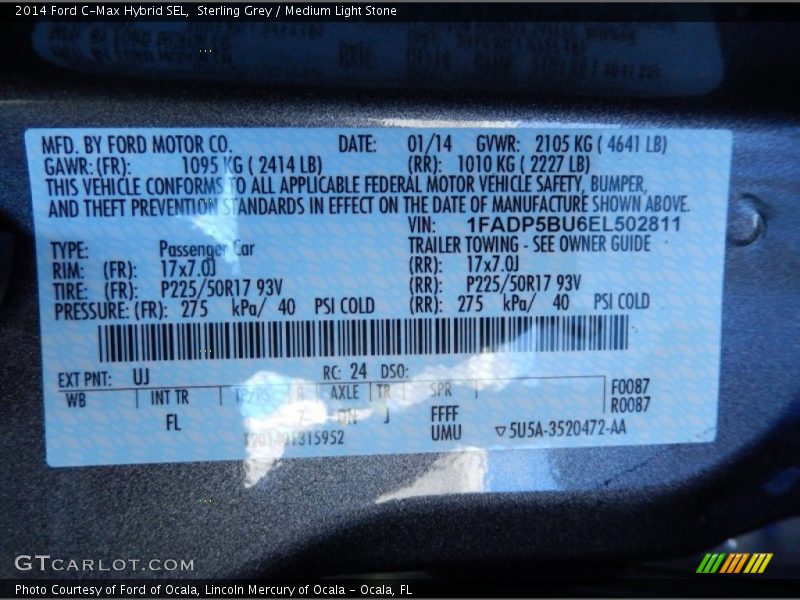 2014 Ford C-Max Hybrid SEL, Sterling Grey / Medium Light Stone
MFD. BY FORD MOTOR CO. DATE: 01/14 GVWR: 2105 KG ( 4641 LB)
GAWR: (FR): 1095 KG ( 2414 LB) (RR): 1010 KG ( 2227 LB)
THIS VEHICLE CONFORMS TO ALL APPLICABLE FEDERAL MOTOR VEHICLE SAFETY, BUMPER,
AND THEFT PREVENTION STANDARDS IN EFFECT ON THE DATE OF MANUFACTURE SHOWN ABOVE.
VIN: 1FADP5BU6EL502811
TYPE: Passenger Car TRAILER TOWING - SEE OWNER GUIDE
RIM: (FR): 17x7.0J (RR): 17x7.0J
TIRE: (FR): P225/50R17 93V (RR): P225/50R17 93V
PRESSURE: (FR): 275 kPa/ 40 PSI COLD (RR): 275 kPa/ 40 PSI COLD
EXT PNT: UJ RC: 24 DSO:
WB INT TR TP/PS R AXLE TR SPR F0087
R0087
FL 7 DN J FFFF
T201401315952 UMU 5U5A-3520472-AA
GTCARLOT.COM
Photo Courtesy of Ford of Ocala, Lincoln Mercury of Ocala - Ocala, FL